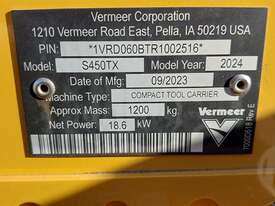 Vermeer Corporation
1210 Vermeer Road East, Pella, IA 50219 USA
PIN: *1VRD060BTR1002516*
Model: S450TX Model Year: 2024
Date of Mfg: 09/2023
Machine Type: COMPACT TOOL CARRIER
Approx. Mass: 1200 kg
Net Power: 18.6 kW
Vermeer
Rev E